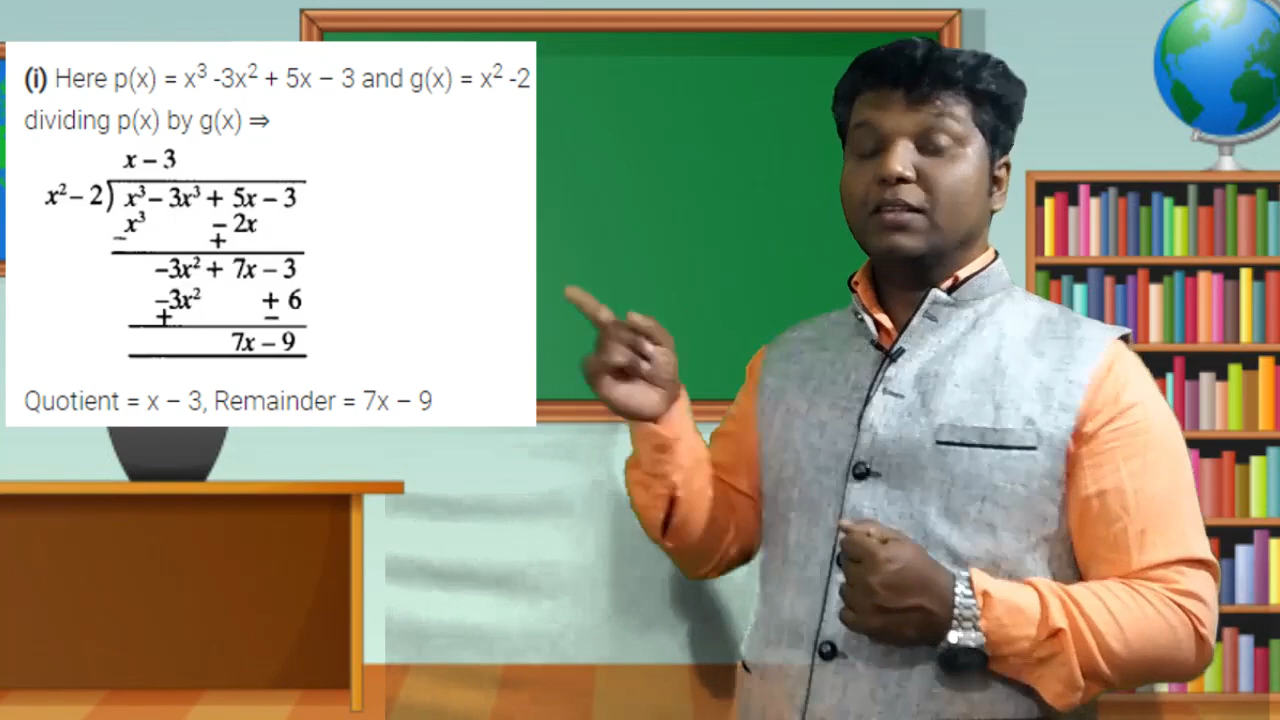 (i) Here p(x) = x³ -3x² + 5x − 3 and g(x) = x² -2
dividing p(x) by g(x) ⇒
x − 3
x² − 2) x³ − 3x³ + 5x − 3
x³ − 2x
− +
−3x² + 7x − 3
−3x² + 6
+ −
7x − 9
Quotient = x − 3, Remainder = 7x − 9